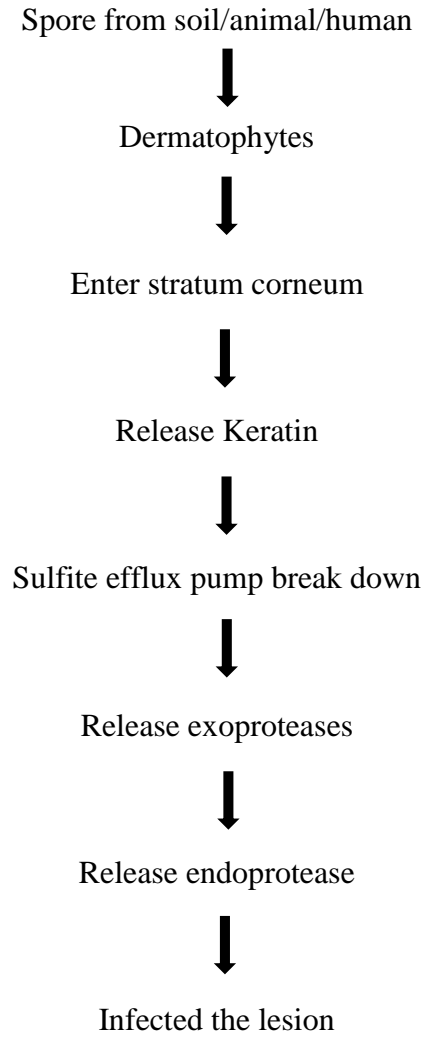 Spore from soil/animal/human
Dermatophytes
Enter stratum corneum
Release Keratin
Sulfite efflux pump break down
Release exoproteases
Release endoprotease
Infected the lesion